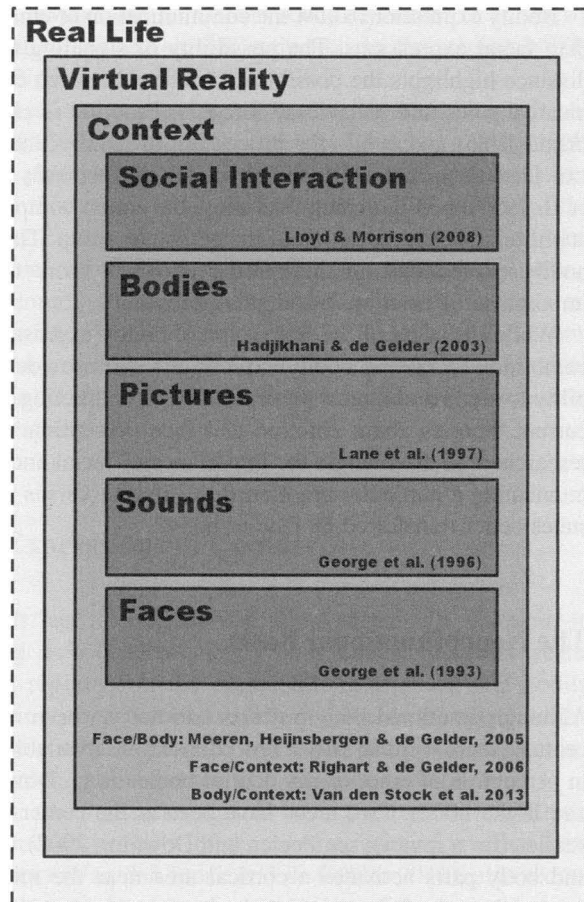 Real Life
Virtual Reality
Context
Social Interaction
Lloyd & Morrison (2008)
Bodies
Hadjikhani & de Gelder (2003)
Pictures
Lane et al. (1997)
Sounds
George et al. (1996)
Faces
George et al. (1993)
Face/Body: Meeren, Heijnsbergen & de Gelder, 2005
Face/Context: Righart & de Gelder, 2006
Body/Context: Van den Stock et al. 2013